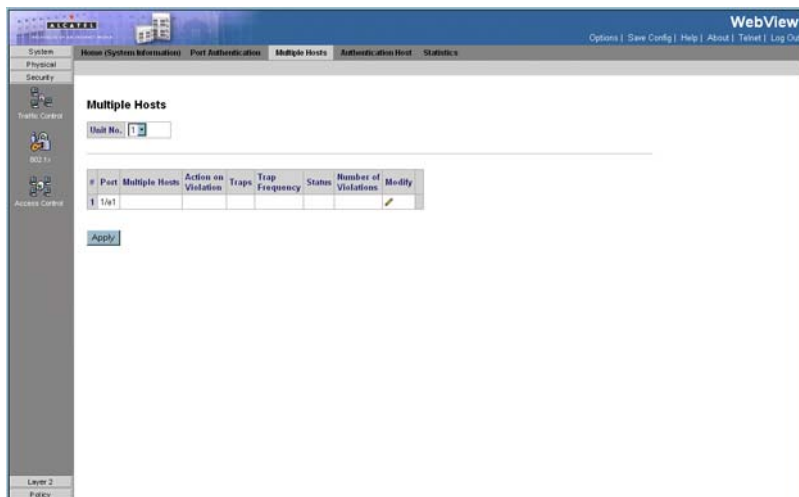 ALCATEL
WebView
Options | Save Config | Help | About | Telnet | Log Out
System
Physical
Security
Home (System Information) Port Authentication Multiple Hosts Authentication Host Statistics
Traffic Control
802.1x
Access Control
Multiple Hosts
Unit No. 1
# Port Multiple Hosts Action on Violation Traps Trap Frequency Status Number of Violations Modify
1 1/e1
Apply
Layer 2
Policy